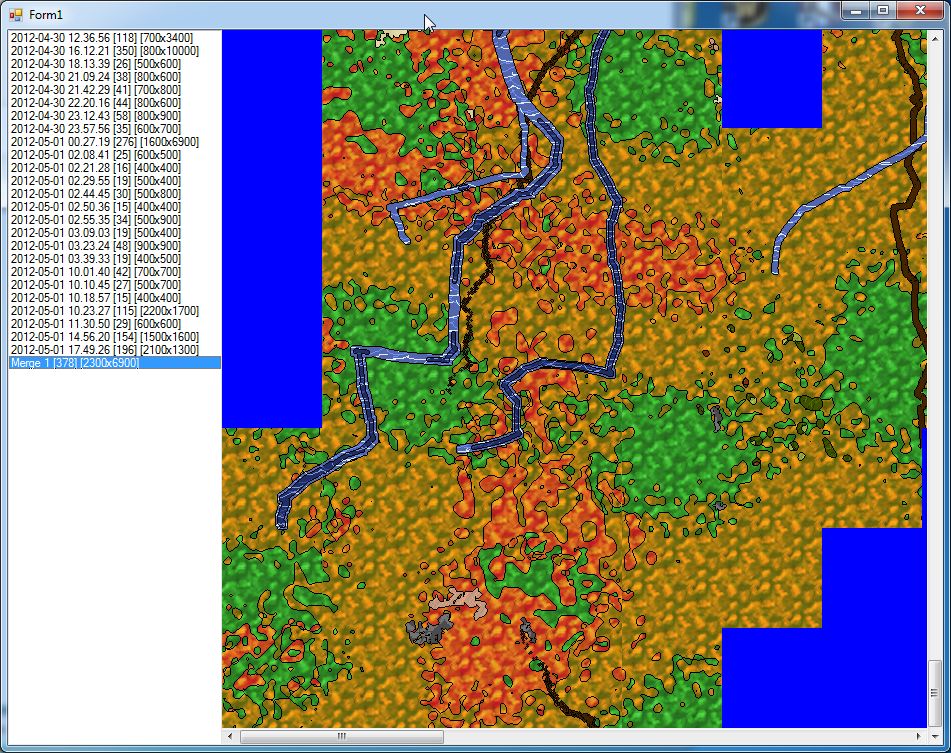 Form1
2012-04-30 12.36.56 [118] [700x3400]
2012-04-30 16.12.21 [350] [800x10000]
2012-04-30 18.13.39 [26] [500x600]
2012-04-30 21.09.24 [38] [800x600]
2012-04-30 21.42.29 [41] [700x800]
2012-04-30 22.20.16 [44] [800x600]
2012-04-30 23.12.43 [58] [800x900]
2012-04-30 23.57.56 [35] [600x700]
2012-05-01 00.27.19 [276] [1600x6900]
2012-05-01 02.08.41 [25] [600x500]
2012-05-01 02.21.28 [16] [400x400]
2012-05-01 02.29.55 [19] [500x400]
2012-05-01 02.44.45 [30] [500x800]
2012-05-01 02.50.36 [15] [400x400]
2012-05-01 02.55.35 [34] [500x900]
2012-05-01 03.09.03 [19] [500x400]
2012-05-01 03.23.24 [48] [900x900]
2012-05-01 03.39.33 [19] [400x500]
2012-05-01 10.01.40 [42] [700x700]
2012-05-01 10.10.45 [27] [500x700]
2012-05-01 10.18.57 [15] [400x400]
2012-05-01 10.23.27 [115] [2200x1700]
2012-05-01 11.30.50 [29] [600x600]
2012-05-01 14.56.20 [154] [1500x1600]
2012-05-01 17.49.26 [196] [2100x1300]
Merge 1 [378] [2300x6900]